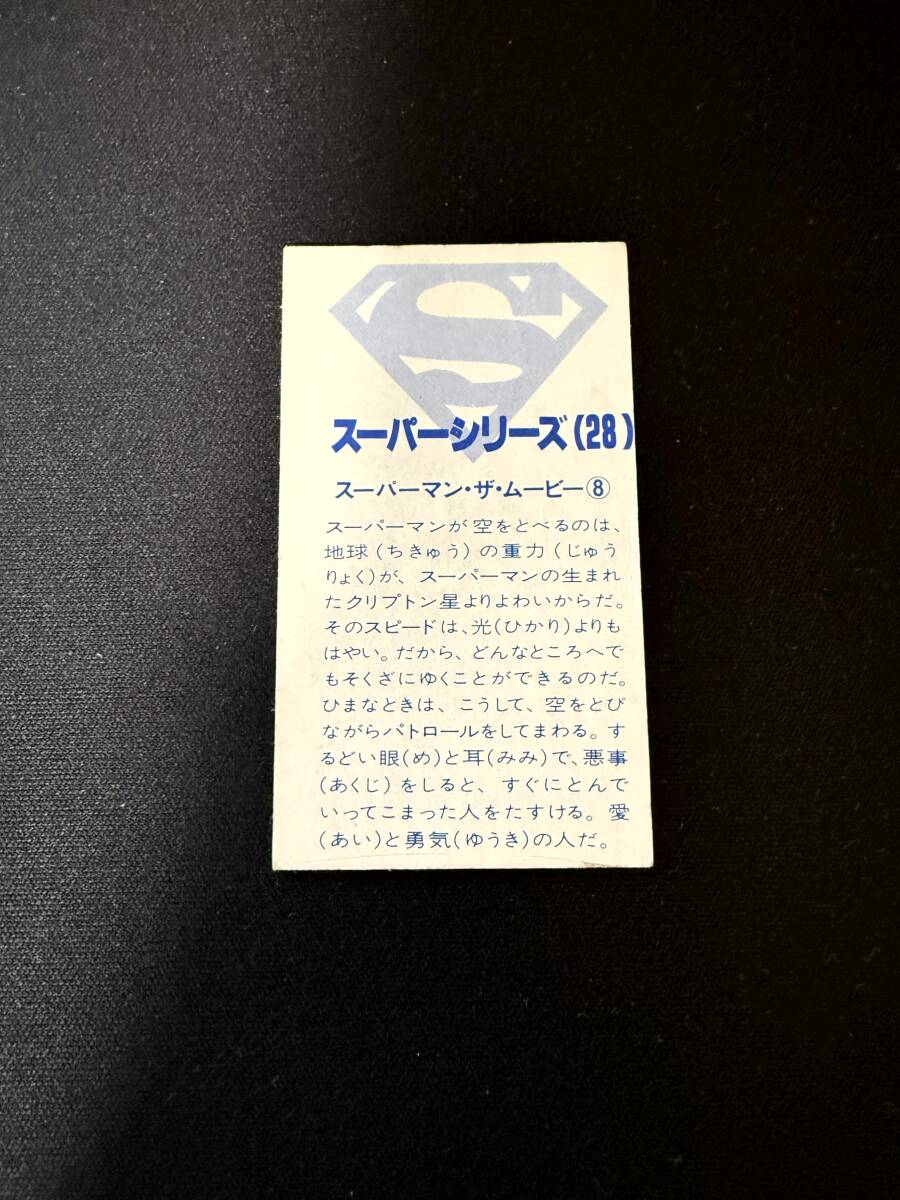 スーパーシリーズ(28)
スーパーマン・ザ・ムービー⑧
スーパーマンが空をとべるのは、
地球(ちきゅう)の重力(じゅう
りょく)が、スーパーマンの生まれ
たクリプトン星よりよわいからだ。
そのスピードは、光(ひかり)よりも
はやい。だから、どんなところへで
もそくざにゆくことができるのだ。
ひまなときは、こうして、空をとび
ながらパトロールをしてまわる。す
るどい眼(め)と耳(みみ)で、悪事
(あくじ)をしると、すぐにとんで
いってこまった人をたすける。愛
(あい)と勇気(ゆうき)の人だ。